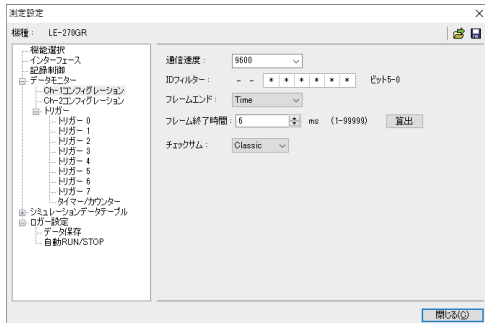 測定設定
機種： LE-270GR
機能選択
インターフェース
記録制御
データモニター
Ch-1コンフィグレーション
Ch-2コンフィグレーション
トリガー
トリガー 0
トリガー 1
トリガー 2
トリガー 3
トリガー 4
トリガー 5
トリガー 6
トリガー 7
タイマー/カウンター
シミュレーションデータテーブル
ロガー設定
データ保存
自動RUN/STOP
通信速度： 9600
IDフィルター： - - * * * * * * ビット5-0
フレームエンド： Time
フレーム終了時間： 6 ms (1-99999) 算出
チェックサム： Classic
閉じる(C)